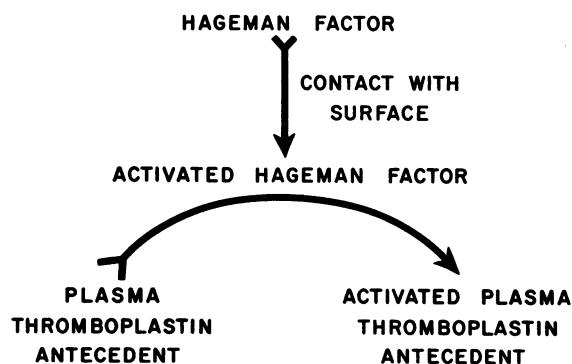 HAGEMAN FACTOR
CONTACT WITH
SURFACE
ACTIVATED HAGEMAN FACTOR
PLASMA
THROMBOPLASTIN
ANTECEDENT
ACTIVATED PLASMA
THROMBOPLASTIN
ANTECEDENT